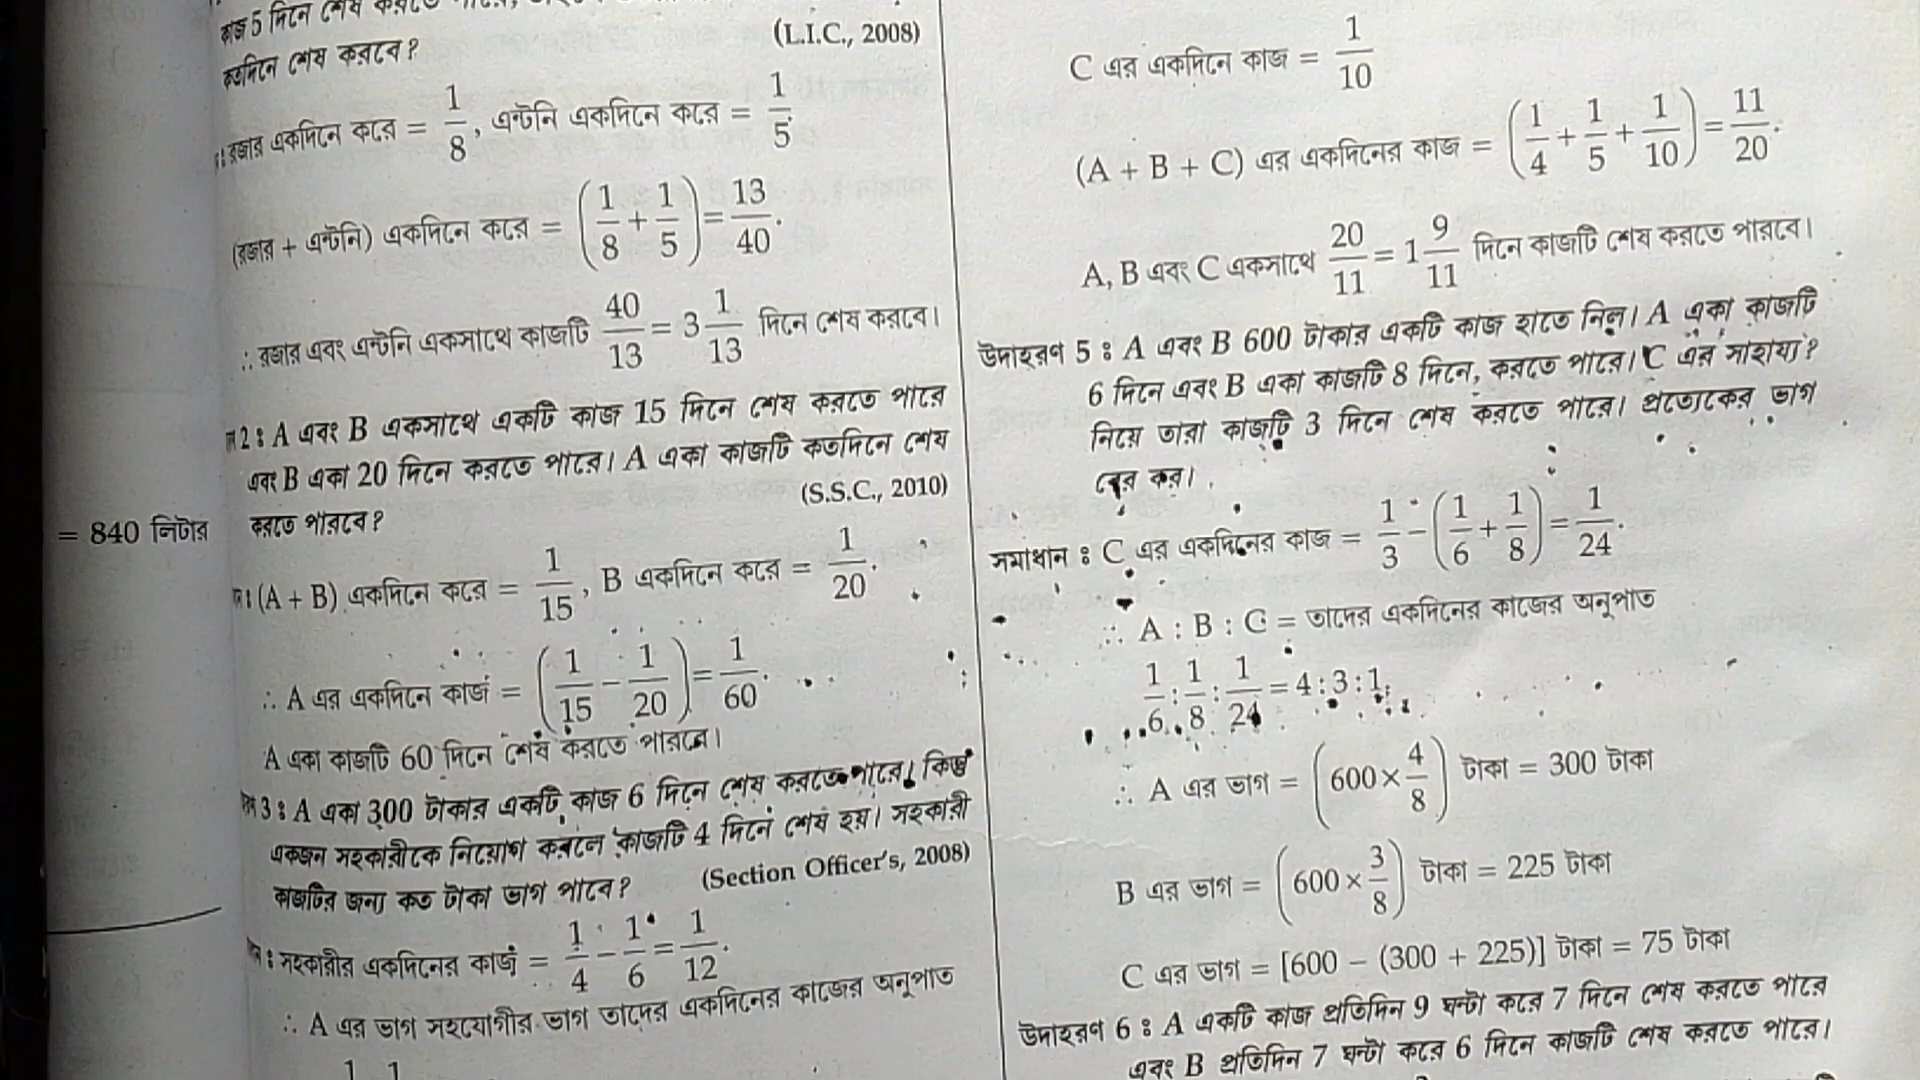 = 840 লিটার
কাজ 5 দিনে শেষ করতে
কতদিনে শেষ করবে? (L.I.C., 2008)
রজার একদিনে করে = 1/8, এন্টনি একদিনে করে = 1/5.
(রজার + এন্টনি) একদিনে করে = (1/8 + 1/5) = 13/40.
∴ রজার এবং এন্টনি একসাথে কাজটি 40/13 = 3 1/13 দিনে শেষ করবে।
2 : A এবং B একসাথে একটি কাজ 15 দিনে শেষ করতে পারে
এবং B একা 20 দিনে করতে পারে। A একা কাজটি কতদিনে শেষ
করতে পারবে? (S.S.C., 2010)
(A + B) একদিনে করে = 1/15, B একদিনে করে = 1/20.
∴ A এর একদিনে কাজ = (1/15 − 1/20) = 1/60.
A একা কাজটি 60 দিনে শেষ করতে পারবে।
3 : A একা 300 টাকার একটি কাজ 6 দিনে শেষ করতে পারে। কিন্তু
একজন সহকারীকে নিয়োগ করলে কাজটি 4 দিনে শেষ হয়। সহকারী
কাজটির জন্য কত টাকা ভাগ পাবে? (Section Officer's, 2008)
: সহকারীর একদিনের কাজ = 1/4 − 1/6 = 1/12.
∴ A এর ভাগ সহযোগীর ভাগ তাদের একদিনের কাজের অনুপাত
1 1
C এর একদিনে কাজ = 1/10
(A + B + C) এর একদিনের কাজ = (1/4 + 1/5 + 1/10) = 11/20.
A, B এবং C একসাথে 20/11 = 1 9/11 দিনে কাজটি শেষ করতে পারবে।
উদাহরণ 5 : A এবং B 600 টাকার একটি কাজ হাতে নিল। A একা কাজটি
6 দিনে এবং B একা কাজটি 8 দিনে, করতে পারে। C এর সাহায্য?
নিয়ে তারা কাজটি 3 দিনে শেষ করতে পারে। প্রত্যেকের ভাগ
বের কর।
সমাধান : C এর একদিনের কাজ = 1/3 − (1/6 + 1/8) = 1/24.
∴ A : B : C = তাদের একদিনের কাজের অনুপাত
1/6 : 1/8 : 1/24 = 4 : 3 : 1;
∴ A এর ভাগ = (600 × 4/8) টাকা = 300 টাকা
B এর ভাগ = (600 × 3/8) টাকা = 225 টাকা
C এর ভাগ = [600 − (300 + 225)] টাকা = 75 টাকা
উদাহরণ 6 : A একটি কাজ প্রতিদিন 9 ঘন্টা করে 7 দিনে শেষ করতে পারে
এবং B প্রতিদিন 7 ঘন্টা করে 6 দিনে কাজটি শেষ করতে পারে।